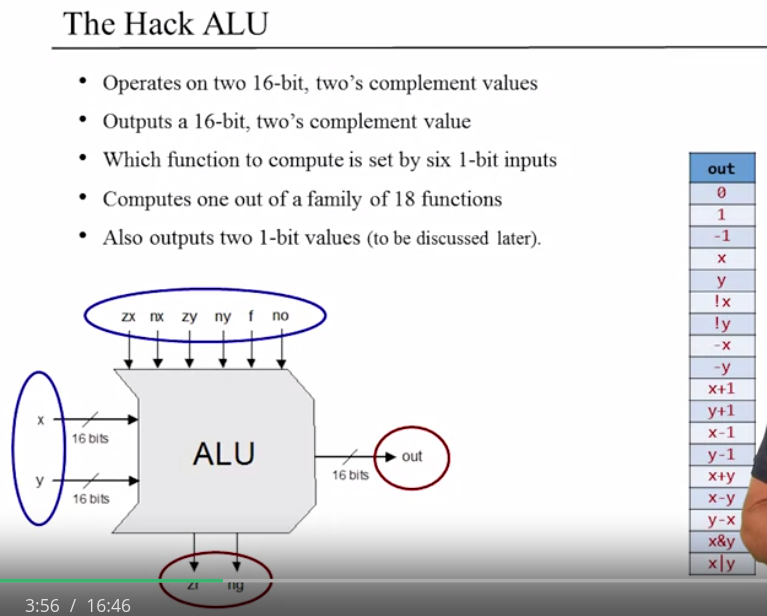 The Hack ALU
• Operates on two 16-bit, two's complement values
• Outputs a 16-bit, two's complement value
• Which function to compute is set by six 1-bit inputs
• Computes one out of a family of 18 functions
• Also outputs two 1-bit values (to be discussed later).
zx nx zy ny f no
x
16 bits
y
16 bits
ALU
out
16 bits
zr ng
out
0
1
-1
x
y
!x
!y
-x
-y
x+1
y+1
x-1
y-1
x+y
x-y
y-x
x&y
x|y
3:56 / 16:46